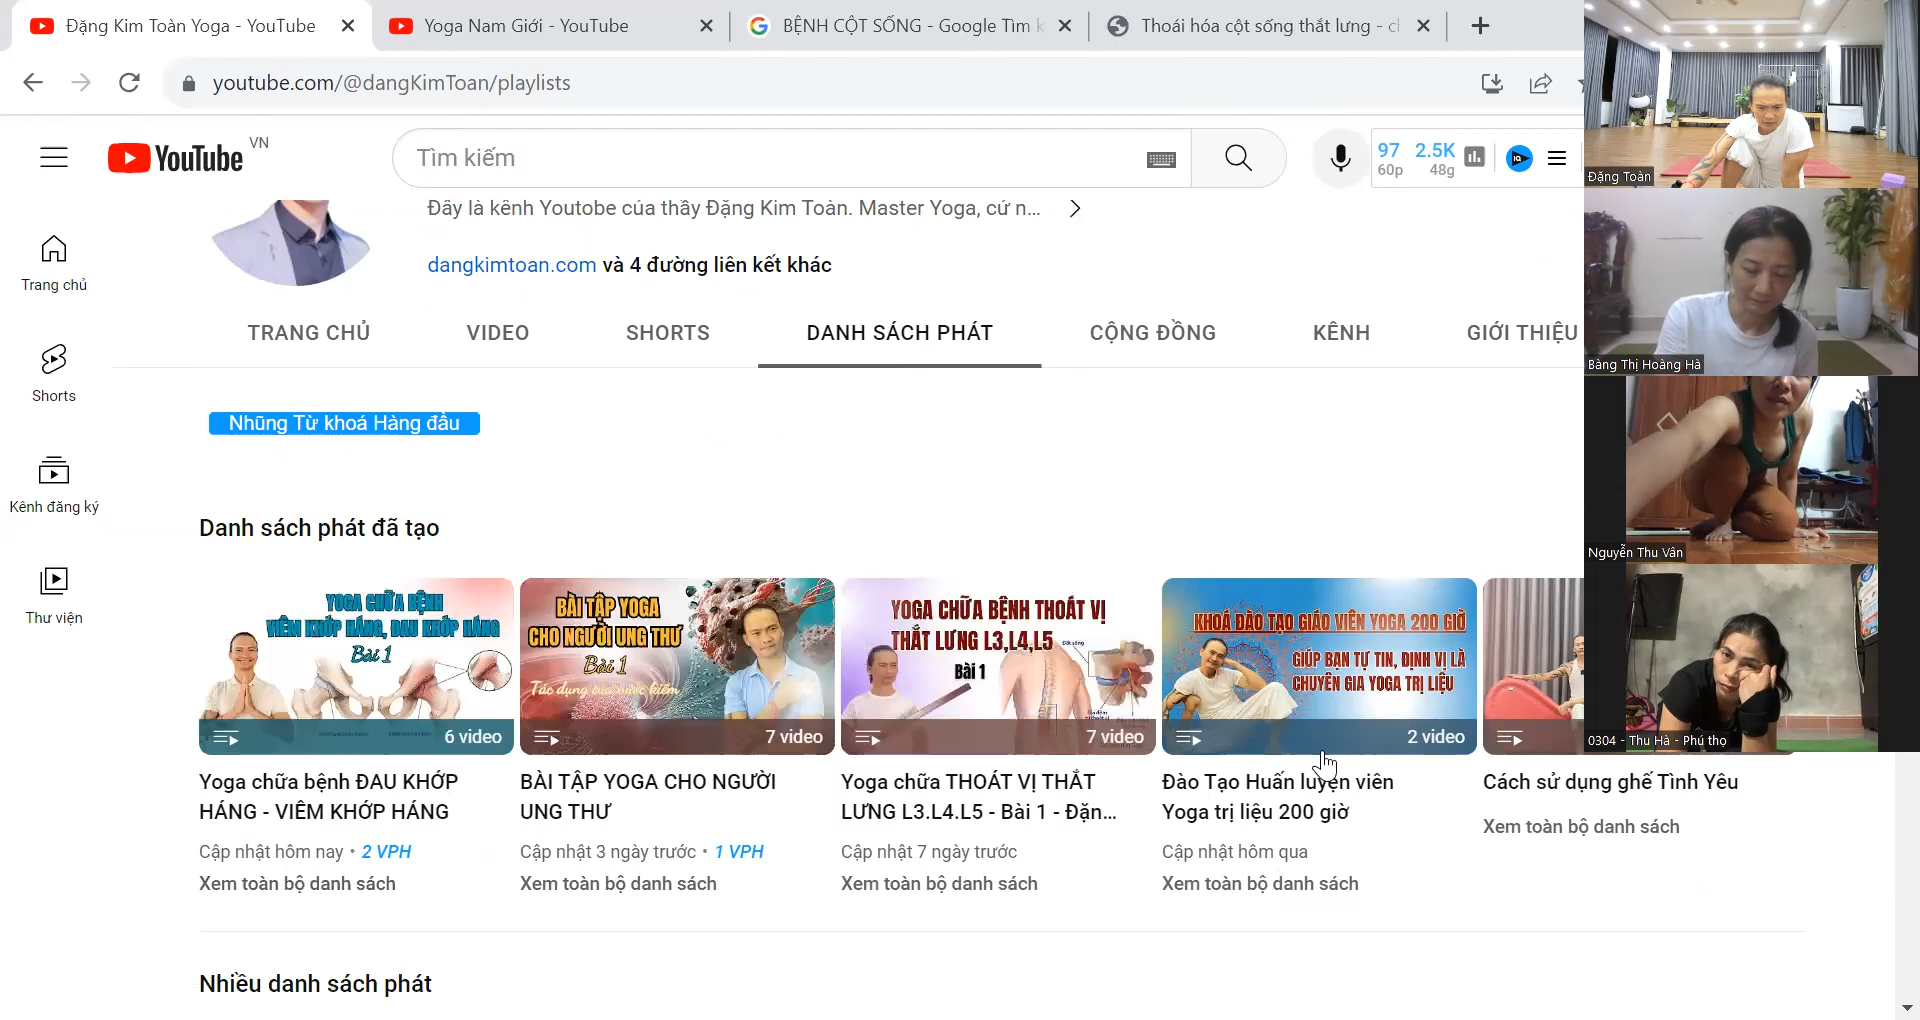 Đặng Kim Toàn Yoga - YouTube
Yoga Nam Giới - YouTube
BỆNH CỘT SỐNG - Google Tìm k
Thoái hóa cột sống thắt lưng - ch
youtube.com/@dangKimToan/playlists
YouTube VN
Tìm kiếm
97 2.5K
60p 48g
Đây là kênh Youtobe của thầy Đặng Kim Toàn. Master Yoga, cứ n...
dangkimtoan.com và 4 đường liên kết khác
TRANG CHỦ
VIDEO
SHORTS
DANH SÁCH PHÁT
CỘNG ĐỒNG
KÊNH
GIỚI THIỆU
Trang chủ
Shorts
Kênh đăng ký
Thư viện
Những Từ khoá Hàng đầu
Danh sách phát đã tạo
YOGA CHỮA BỆNH
VIÊM KHỚP HÁNG, ĐAU KHỚP HÁNG
Bài 1
6 video
Yoga chữa bệnh ĐAU KHỚP
HÁNG - VIÊM KHỚP HÁNG
Cập nhật hôm nay • 2 VPH
Xem toàn bộ danh sách
BÀI TẬP YOGA
CHO NGƯỜI UNG THƯ
Bài 1
Tác dụng của nước kiềm
7 video
BÀI TẬP YOGA CHO NGƯỜI
UNG THƯ
Cập nhật 3 ngày trước • 1 VPH
Xem toàn bộ danh sách
YOGA CHỮA BỆNH THOÁT VỊ
THẮT LƯNG L3,L4,L5
Bài 1
Đốt sống
7 video
Yoga chữa THOÁT VỊ THẮT
LƯNG L3.L4.L5 - Bài 1 - Đặn...
Cập nhật 7 ngày trước
Xem toàn bộ danh sách
KHOÁ ĐÀO TẠO GIÁO VIÊN YOGA 200 GIỜ
GIÚP BẠN TỰ TIN, ĐỊNH VỊ LÀ
CHUYÊN GIA YOGA TRỊ LIỆU
2 video
Đào Tạo Huấn luyện viên
Yoga trị liệu 200 giờ
Cập nhật hôm qua
Xem toàn bộ danh sách
Cách sử dụng ghế Tình Yêu
Xem toàn bộ danh sách
Nhiều danh sách phát
Đặng Toàn
Bàng Thị Hoàng Hà
Nguyễn Thu Vân
0304 - Thu Hà - Phú thọ